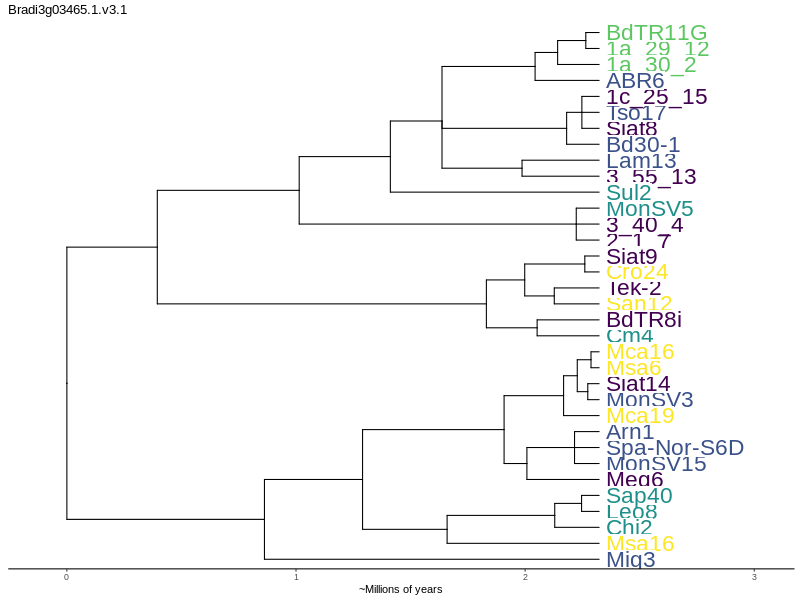 Bradi3g03465.1.v3.1
BdTR11G
1a_29_12
1a_30_2
ABR6
1c_25_15
Tso17
Siat8
Bd30-1
Lam13
3_55_13
Sul2
MonSV5
3_40_4
2_1_7
Siat9
Cro24
Tek-2
San12
BdTR8i
Cm4
Mca16
Msa6
Siat14
MonSV3
Mca19
Arn1
Spa-Nor-S6D
MonSV15
Meg6
Sap40
Leo8
Chi2
Msa16
Mig3
0 1 2 3
~Millions of years